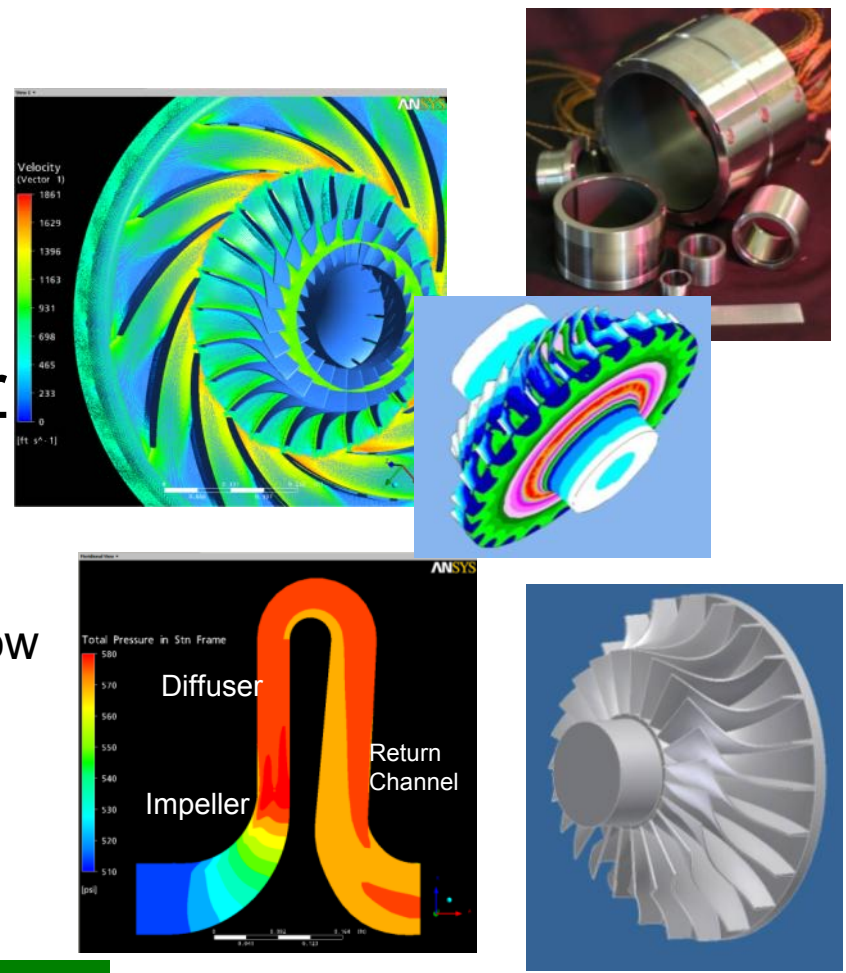 ANSYS
Velocity
(Vector 1)
1861
1629
1396
1163
931
698
465
233
0
[ft s^-1]
ow
ANSYS
Total Pressure in Stn Frame
580
570
560
550
540
530
520
510
[psi]
Diffuser
Return
Channel
Impeller